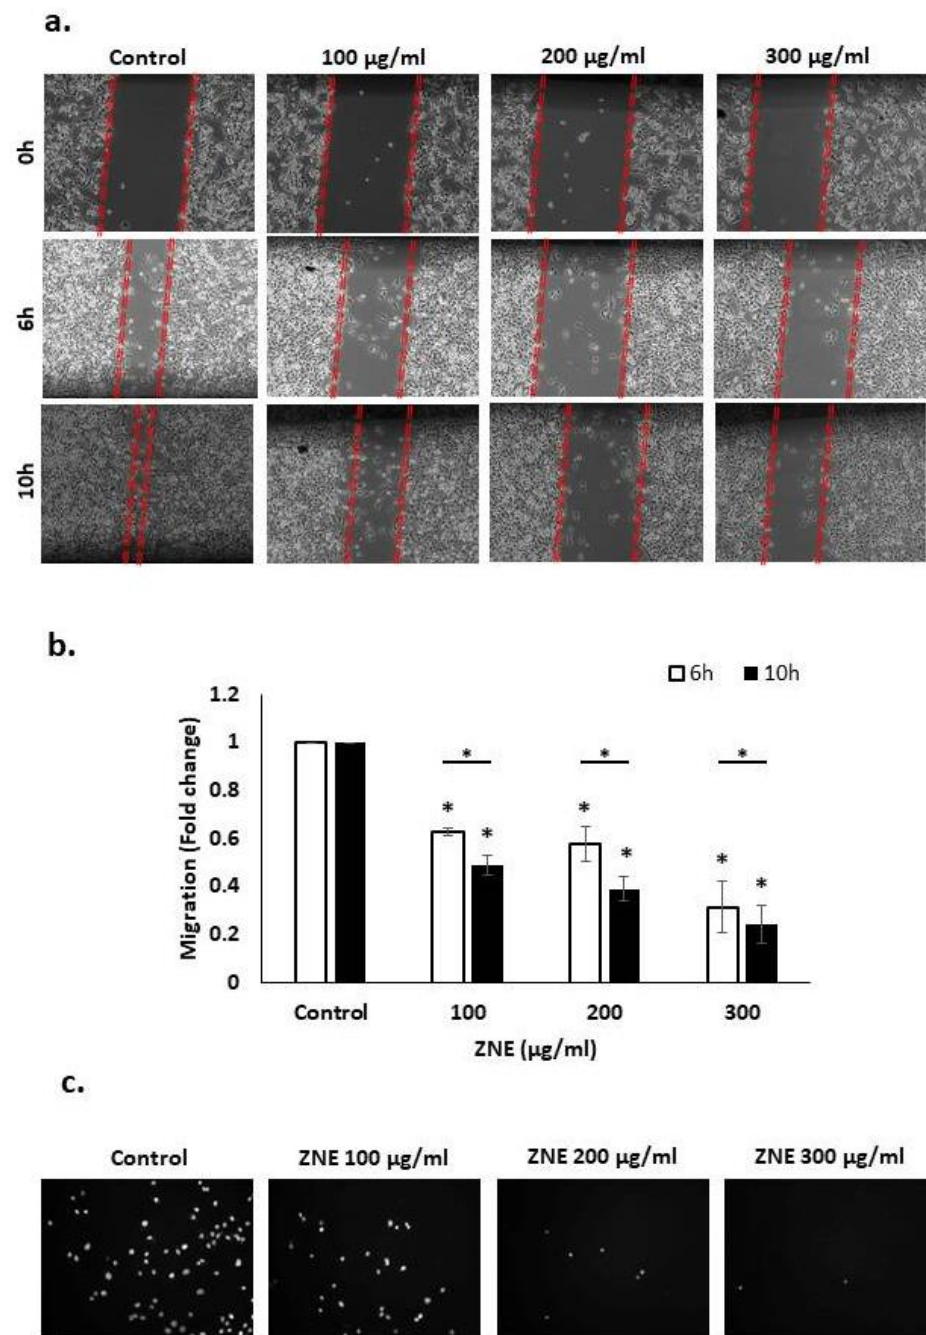 a.
Control 100 µg/ml 200 µg/ml 300 µg/ml
0h
6h
10h
b.
6h 10h
Migration (Fold change)
1.2
1
0.8
0.6
0.4
0.2
0
* * *
* * * * * *
Control 100 200 300
ZNE (µg/ml)
c.
Control ZNE 100 µg/ml ZNE 200 µg/ml ZNE 300 µg/ml